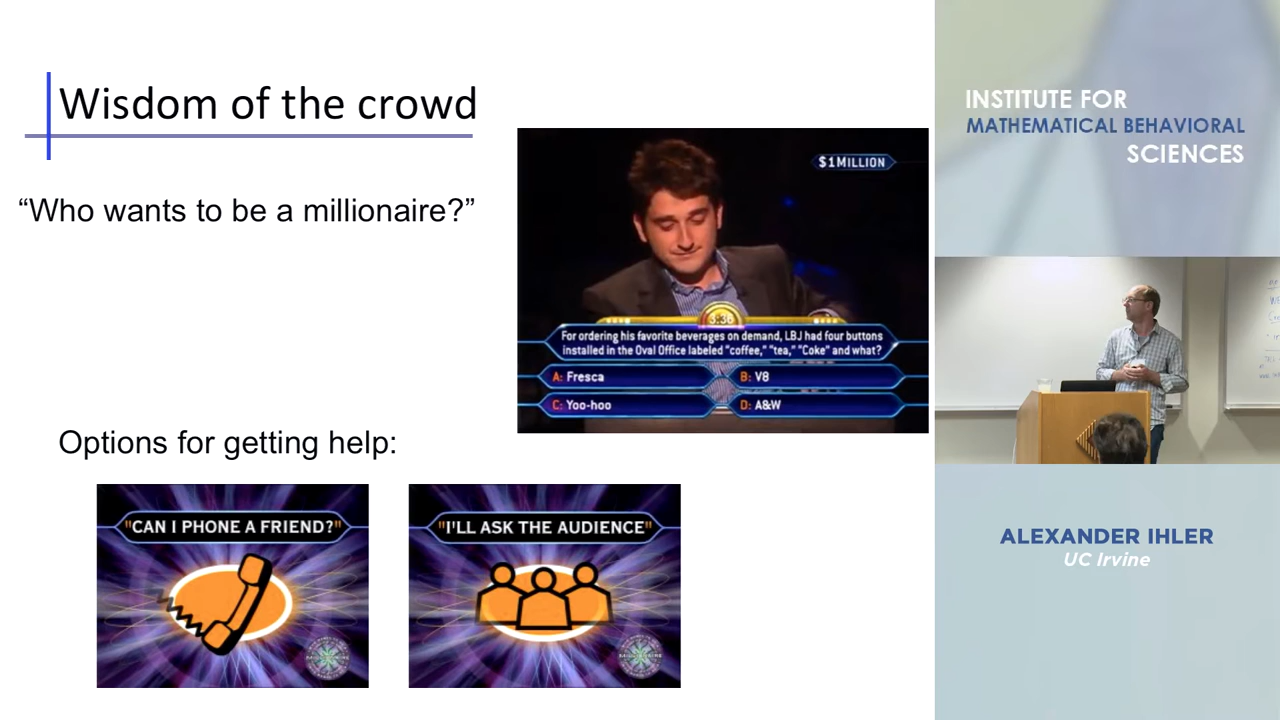 Wisdom of the crowd
“Who wants to be a millionaire?”
$1MILLION
For ordering his favorite beverages on demand, LBJ had four buttons
installed in the Oval Office labeled “coffee,” “tea,” “Coke” and what?
A: Fresca
B: V8
C: Yoo-hoo
D: A&W
Options for getting help:
"CAN I PHONE A FRIEND?"
"I'LL ASK THE AUDIENCE"
INSTITUTE FOR
MATHEMATICAL BEHAVIORAL
SCIENCES
ALEXANDER IHLER
UC Irvine